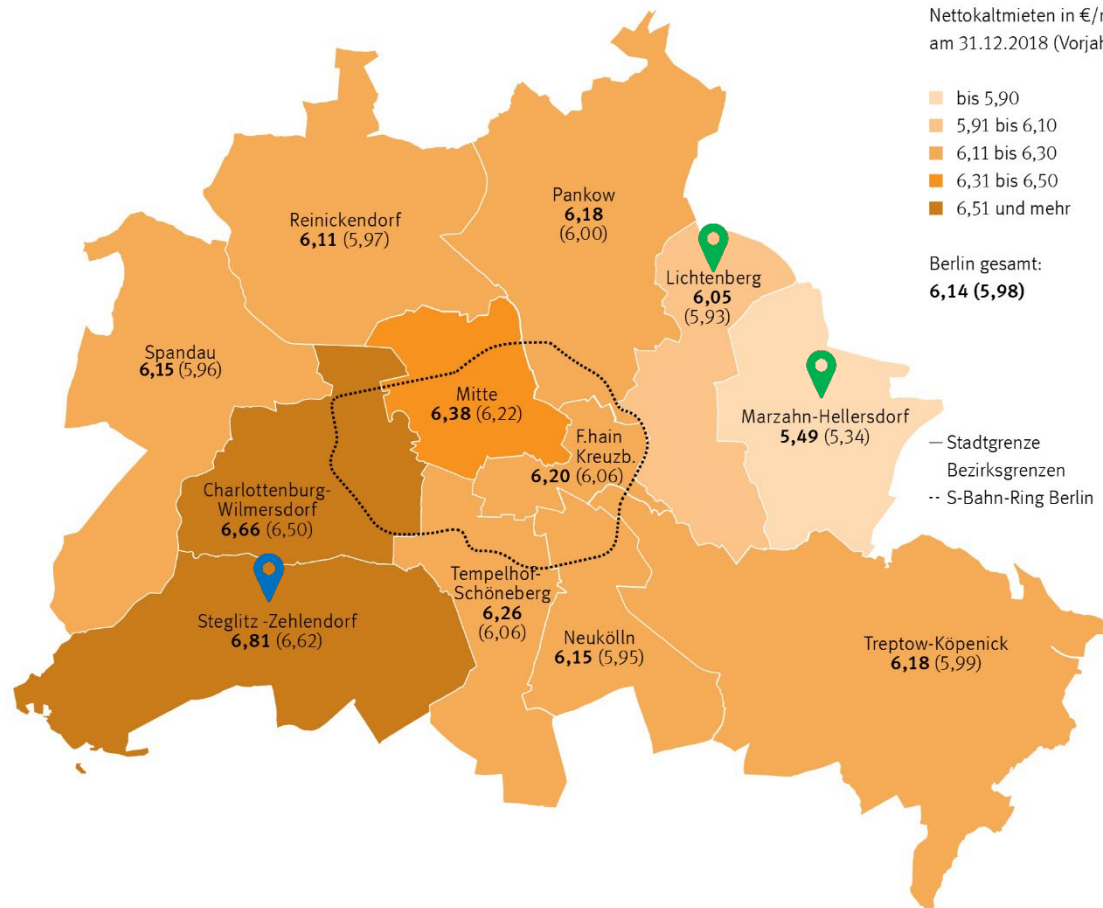 Nettokaltmieten in €/
am 31.12.2018 (Vorjah
bis 5,90
5,91 bis 6,10
6,11 bis 6,30
6,31 bis 6,50
6,51 und mehr
Berlin gesamt:
6,14 (5,98)
Pankow
6,18
(6,00)
Reinickendorf
6,11 (5,97)
Lichtenberg
6,05
(5,93)
Spandau
6,15 (5,96)
Mitte
6,38 (6,22)
Marzahn-Hellersdorf
5,49 (5,34)
F.hain
Kreuzb.
6,20 (6,06)
Stadtgrenze
Bezirksgrenzen
S-Bahn-Ring Berlin
Charlottenburg-
Wilmersdorf
6,66 (6,50)
Tempelhof-
Schöneberg
6,26
(6,06)
Steglitz -Zehlendorf
6,81 (6,62)
Neukölln
6,15 (5,95)
Treptow-Köpenick
6,18 (5,99)